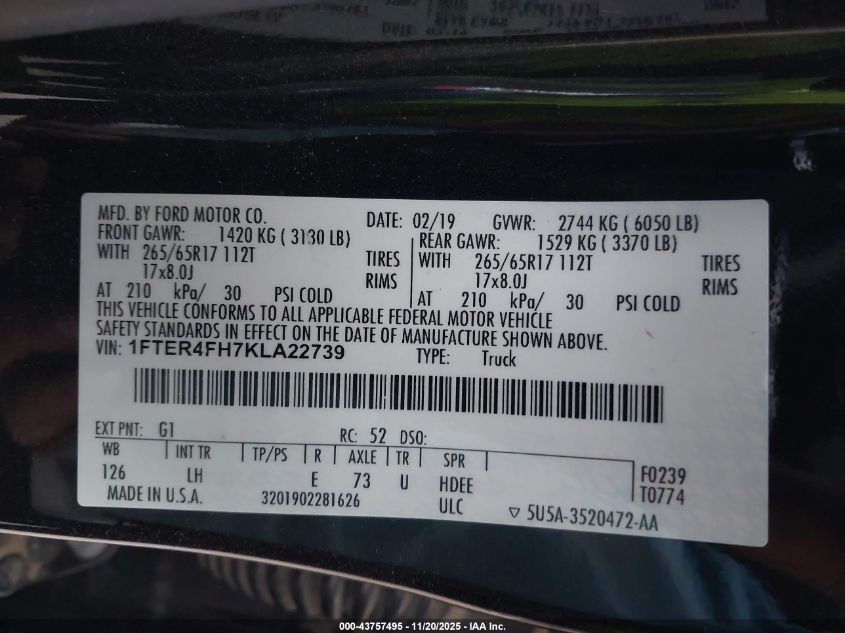 MFD. BY FORD MOTOR CO. DATE: 02/19 GVWR: 2744 KG ( 6050 LB)
FRONT GAWR: 1420 KG ( 3130 LB) REAR GAWR: 1529 KG ( 3370 LB)
WITH 265/65R17 112T TIRES WITH 265/65R17 112T TIRES
17x8.0J RIMS 17x8.0J RIMS
AT 210 kPa/ 30 PSI COLD AT 210 kPa/ 30 PSI COLD
THIS VEHICLE CONFORMS TO ALL APPLICABLE FEDERAL MOTOR VEHICLE
SAFETY STANDARDS IN EFFECT ON THE DATE OF MANUFACTURE SHOWN ABOVE.
VIN: 1FTER4FH7KLA22739 TYPE: Truck
EXT PNT: G1 RC: 52 DSO:
WB INT TR TP/PS R AXLE TR SPR
126 LH E 73 U HDEE F0239
MADE IN U.S.A. 3201902281626 ULC T0774
▽ 5U5A-3520472-AA
000-43757495 - 11/20/2025 - IAA Inc.